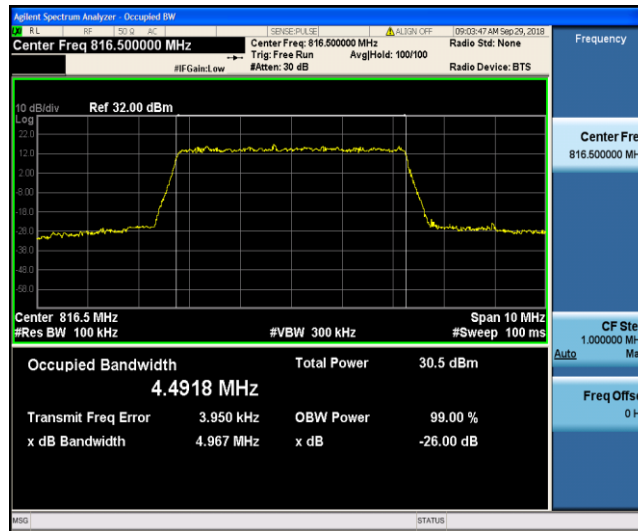 Agilent Spectrum Analyzer - Occupied BW
RL RF 50 Ω AC SENSE:PULSE ALIGN OFF 09:03:47 AM Sep 29, 2018
Center Freq 816.500000 MHz Center Freq: 816.500000 MHz Radio Std: None
Trig: Free Run Avg|Hold: 100/100
#IFGain:Low #Atten: 30 dB Radio Device: BTS
Frequency
10 dB/div Ref 32.00 dBm
Log
22.0
12.0
2.00
-8.00
-18.0
-28.0
-38.0
-48.0
-58.0
Center Fre
816.500000 MH
Center 816.5 MHz Span 10 MHz
#Res BW 100 kHz #VBW 300 kHz #Sweep 100 ms
CF Ste
1.000000 MH
Auto Ma
Occupied Bandwidth Total Power 30.5 dBm
4.4918 MHz
Transmit Freq Error 3.950 kHz OBW Power 99.00 %
x dB Bandwidth 4.967 MHz x dB -26.00 dB
Freq Offse
0 H
MSG STATUS